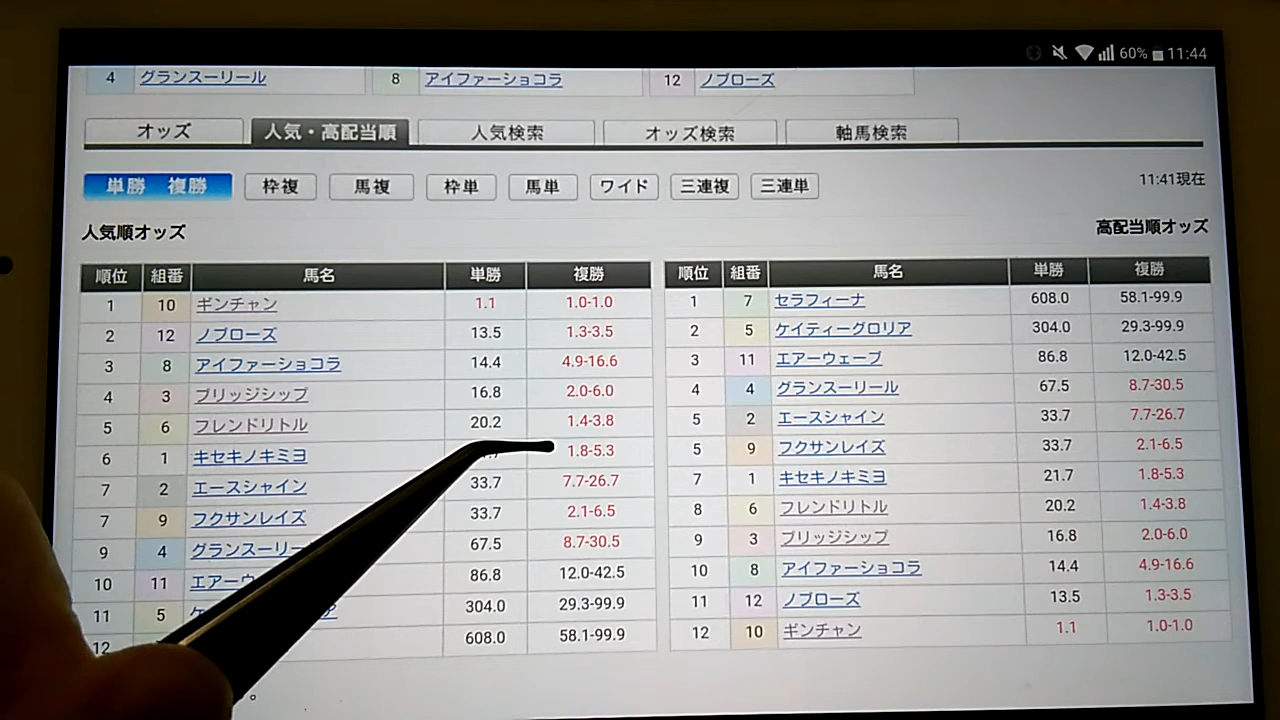 60% 11:44
4 グランスーリール 8 アイファーショコラ 12 ノブローズ
オッズ 人気・高配当順 人気検索 オッズ検索 軸馬検索
単勝 複勝 枠複 馬複 枠単 馬単 ワイド 三連複 三連単 11:41現在
人気順オッズ 高配当順オッズ
順位 組番 馬名 単勝 複勝 順位 組番 馬名 単勝 複勝
1 10 ギンチャン 1.1 1.0-1.0 1 7 セラフィーナ 608.0 58.1-99.9
2 12 ノブローズ 13.5 1.3-3.5 2 5 ケイティーグロリア 304.0 29.3-99.9
3 8 アイファーショコラ 14.4 4.9-16.6 3 11 エアーウェーブ 86.8 12.0-42.5
4 3 ブリッジシップ 16.8 2.0-6.0 4 4 グランスーリール 67.5 8.7-30.5
5 6 フレンドリトル 20.2 1.4-3.8 5 2 エースシャイン 33.7 7.7-26.7
6 1 キセキノキミヨ 1.8-5.3 5 9 フクサンレイズ 33.7 2.1-6.5
7 2 エースシャイン 33.7 7.7-26.7 7 1 キセキノキミヨ 21.7 1.8-5.3
7 9 フクサンレイズ 33.7 2.1-6.5 8 6 フレンドリトル 20.2 1.4-3.8
9 4 グランスーリー 67.5 8.7-30.5 9 3 ブリッジシップ 16.8 2.0-6.0
10 11 エアー 86.8 12.0-42.5 10 8 アイファーショコラ 14.4 4.9-16.6
11 5 304.0 29.3-99.9 11 12 ノブローズ 13.5 1.3-3.5
12 608.0 58.1-99.9 12 10 ギンチャン 1.1 1.0-1.0
。